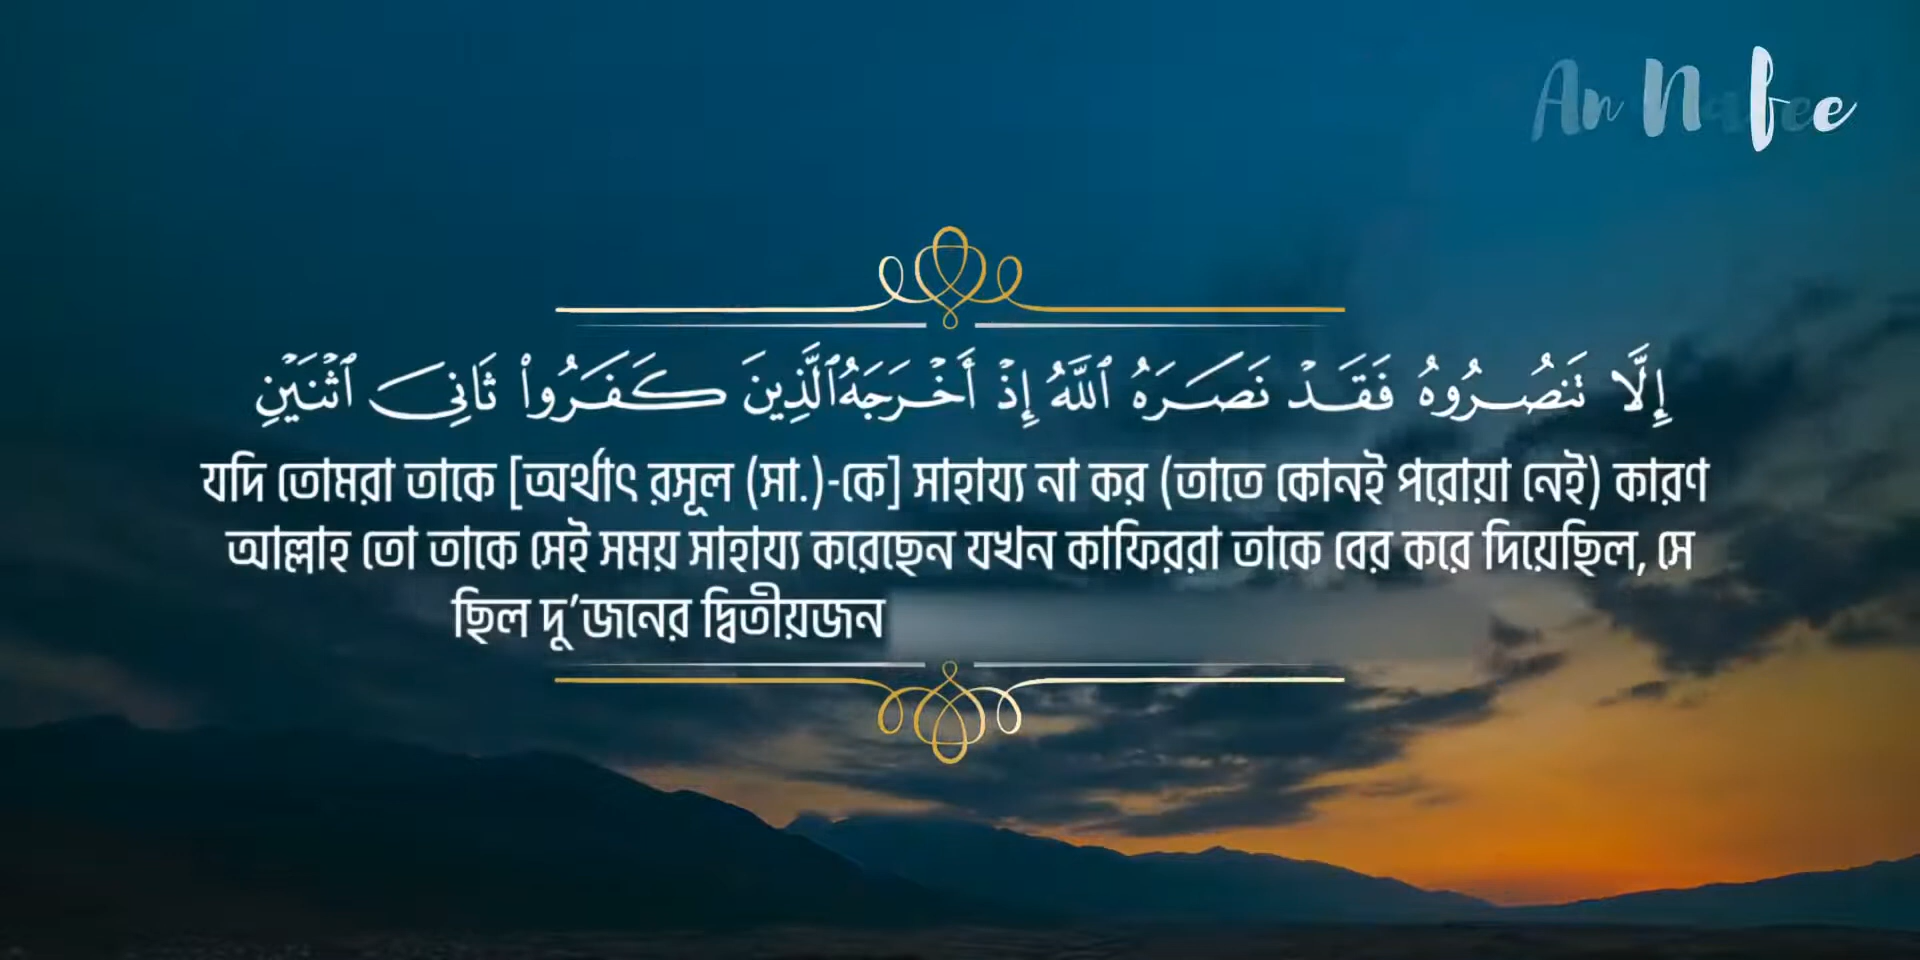 An Nabee
إِلَّا تَنصُرُوهُ فَقَدْ نَصَرَهُ ٱللَّهُ إِذْ أَخْرَجَهُ ٱلَّذِينَ كَفَرُوا۟ ثَانِىَ ٱثْنَيْنِ
যদি তোমরা তাকে [অর্থাৎ রসূল (সা.)-কে] সাহায্য না কর (তাতে কোনই পরোয়া নেই) কারণ
আল্লাহ তো তাকে সেই সময় সাহায্য করেছেন যখন কাফিররা তাকে বের করে দিয়েছিল, সে
ছিল দু’জনের দ্বিতীয়জন